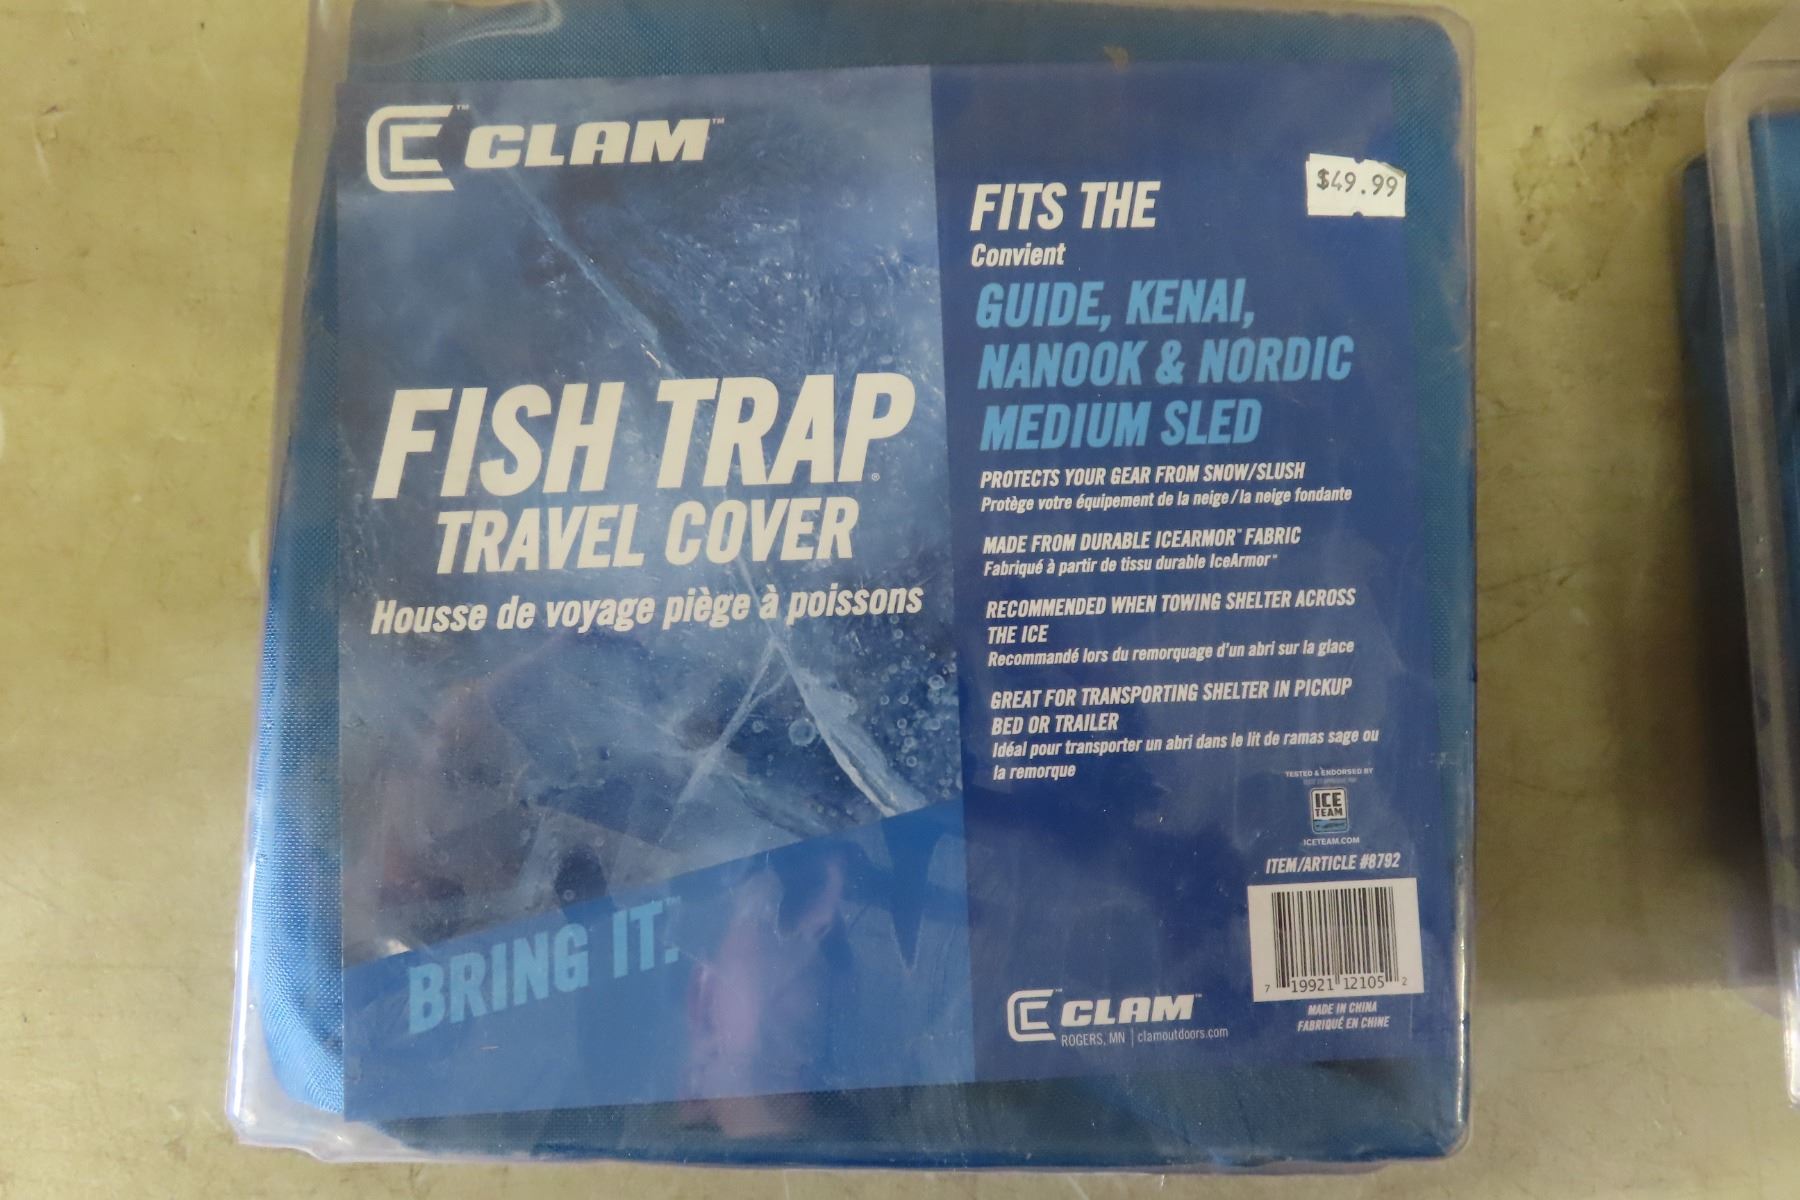 CLAM™
FISH TRAP®
TRAVEL COVER
Housse de voyage piège à poissons
BRING IT.™
$49.99
FITS THE
Convient
GUIDE, KENAI,
NANOOK & NORDIC
MEDIUM SLED
PROTECTS YOUR GEAR FROM SNOW/SLUSH
Protège votre équipement de la neige/la neige fondante
MADE FROM DURABLE ICEARMOR™ FABRIC
Fabriqué à partir de tissu durable IceArmor™
RECOMMENDED WHEN TOWING SHELTER ACROSS
THE ICE
Recommandé lors du remorquage d'un abri sur la glace
GREAT FOR TRANSPORTING SHELTER IN PICKUP
BED OR TRAILER
Idéal pour transporter un abri dans le lit de ramas sage ou
la remorque
TESTED & ENDORSED BY
ICE
TEAM
ICETEAM.COM
ITEM/ARTICLE #8792
7 19921 12105 2
MADE IN CHINA
FABRIQUÉ EN CHINE
CLAM™
ROGERS, MN | clamoutdoors.com